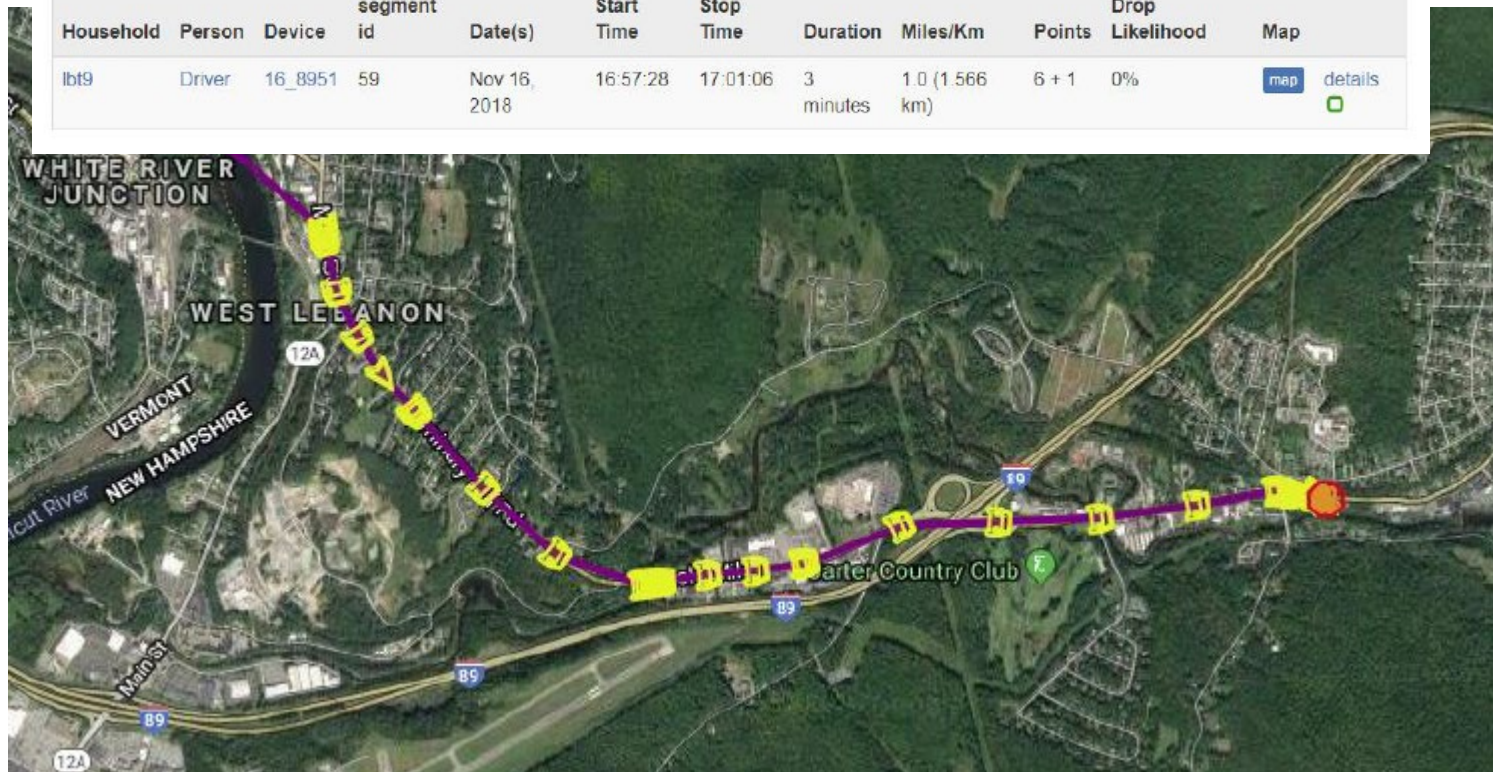 segment Start Stop Drop
Household Person Device id Date(s) Time Time Duration Miles/Km Points Likelihood Map
lbt9 Driver 16_8951 59 Nov 16, 16:57:28 17:01:06 3 1.0 (1.566 6 + 1 0% map details
2018 minutes km)
WHITE RIVER
JUNCTION
WEST LEBANON
12A
VERMONT
NEW HAMPSHIRE
River
89
Country Club
89
Main St
89
89
12A